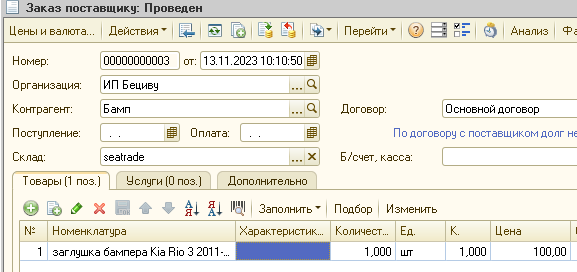 Заказ поставщику: Проведен
Цены и валюта... Действия Перейти Анализ
Номер: 00000000003 от: 13.11.2023 10:10:50
Организация: ИП Бециву ...
Контрагент: Бамп ... Договор: Основной договор
Поступление: . . Оплата: . . По договору с поставщиком долг не
Склад: seatrade ... Б/счет, касса:
Товары (1 поз.) Услуги (0 поз.) Дополнительно
Заполнить Подбор Изменить
№ Номенклатура Характеристик... Количест... Ед. К. Цена
1 заглушка бампера Kia Rio 3 2011-... 1,000 шт 1,000 100,00